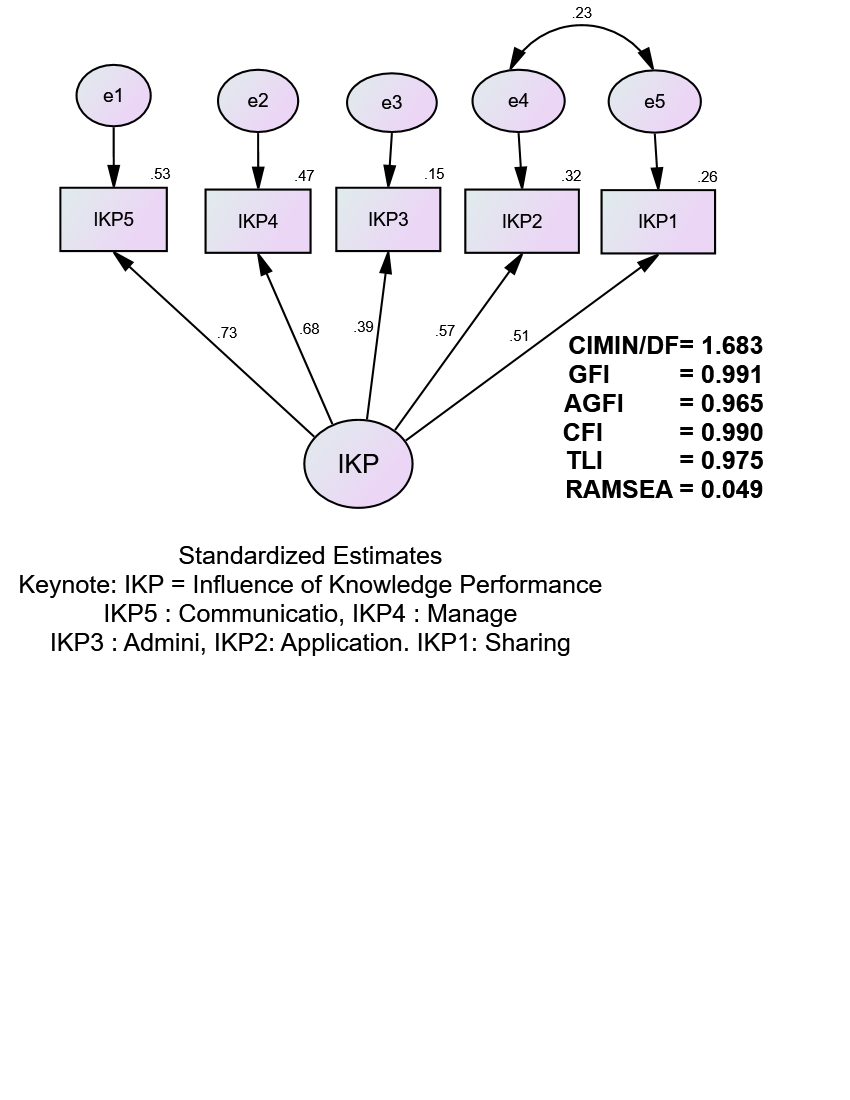 .23
e1
e2
e3
e4
e5
.53
.47
.15
.32
.26
IKP5
IKP4
IKP3
IKP2
IKP1
.73
.68
.39
.57
.51
CIMIN/DF= 1.683
GFI = 0.991
AGFI = 0.965
CFI = 0.990
TLI = 0.975
RAMSEA = 0.049
IKP
Standardized Estimates
Keynote: IKP = Influence of Knowledge Performance
IKP5 : Communicatio, IKP4 : Manage
IKP3 : Admini, IKP2: Application. IKP1: Sharing